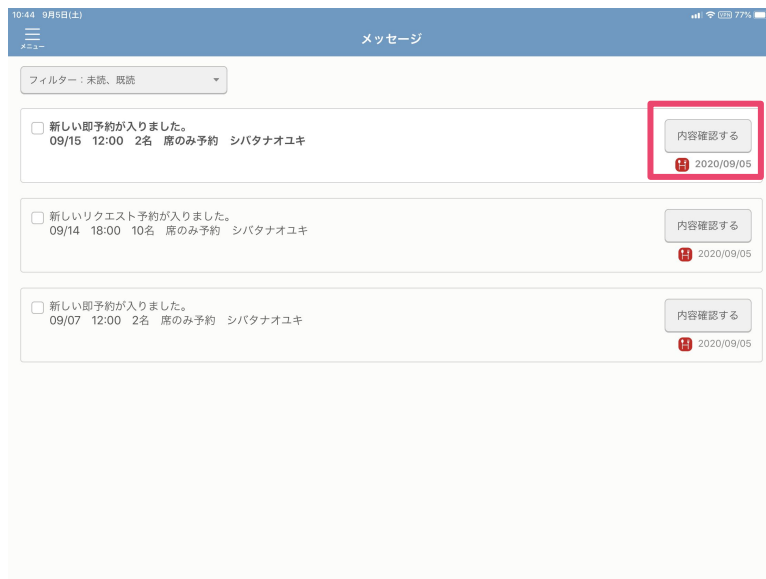 10:44 9月5日(土)
VPN 77%
メニュー
メッセージ
フィルター：未読、既読
新しい即予約が入りました。
09/15 12:00 2名 席のみ予約 シバタナオユキ
内容確認する
2020/09/05
新しいリクエスト予約が入りました。
09/14 18:00 10名 席のみ予約 シバタナオユキ
内容確認する
2020/09/05
新しい即予約が入りました。
09/07 12:00 2名 席のみ予約 シバタナオユキ
内容確認する
2020/09/05